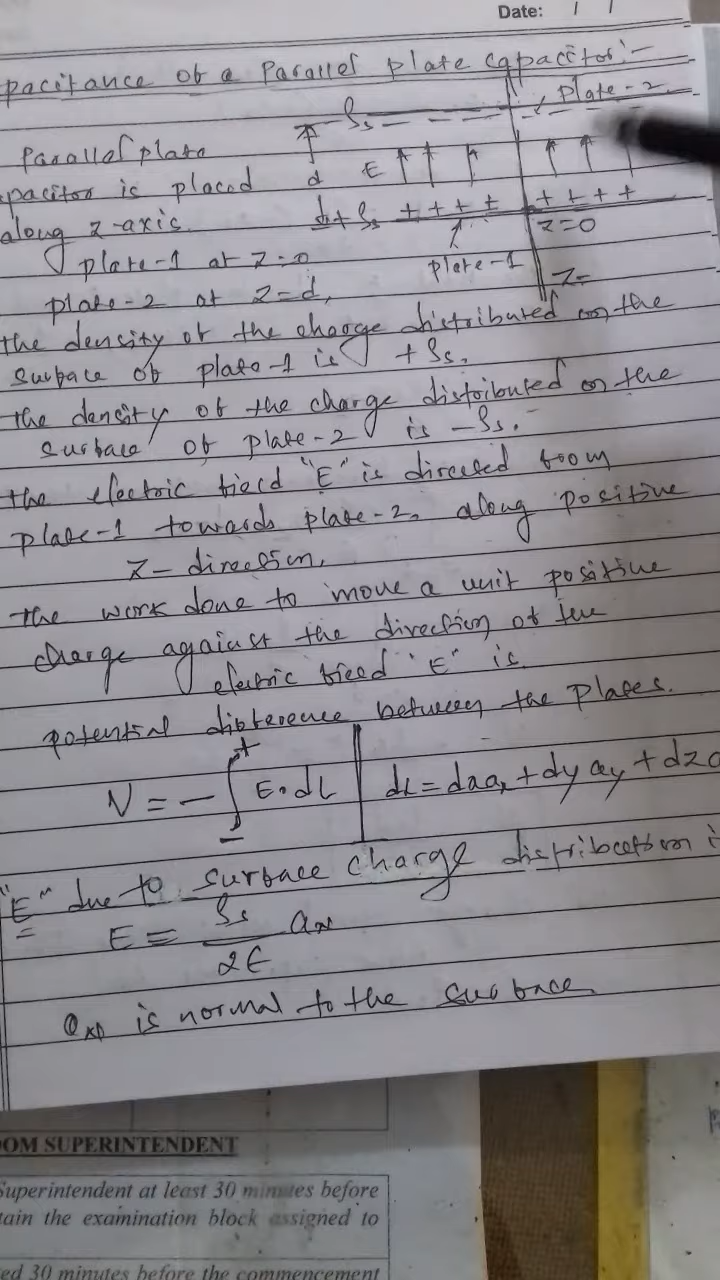 Date: / /
pacitance of a Parallel plate capacitor:-
ρs - - - - plate-2
Parallel plate
d E
pacitor is placed
d + ρs + + + + + + + +
along z-axis.
z=0
plate-1 at z=0
plate-1
z=
plate-2 at z=d,
the density of the charge distributed on the
surface of plate-1 is +ρs.
the density of the charge distributed on the
surface of plate-2 is -ρs.
the electric field "E" is directed from
plate-1 towards plate-2, along positive
z-direction.
the work done to move a unit positive
charge against the direction of the
electric field "E" is
potential difference between the plates.
V = - ∫₋⁺ E·dL | dL = dx aₓ + dy ay + dz a
"E" due to surface charge distribution i
E = ρs/2ϵ aN
aN is normal to the surface.
OM SUPERINTENDENT
Superintendent at least 30 minutes before
tain the examination block assigned to
ed 30 minutes before the commencement